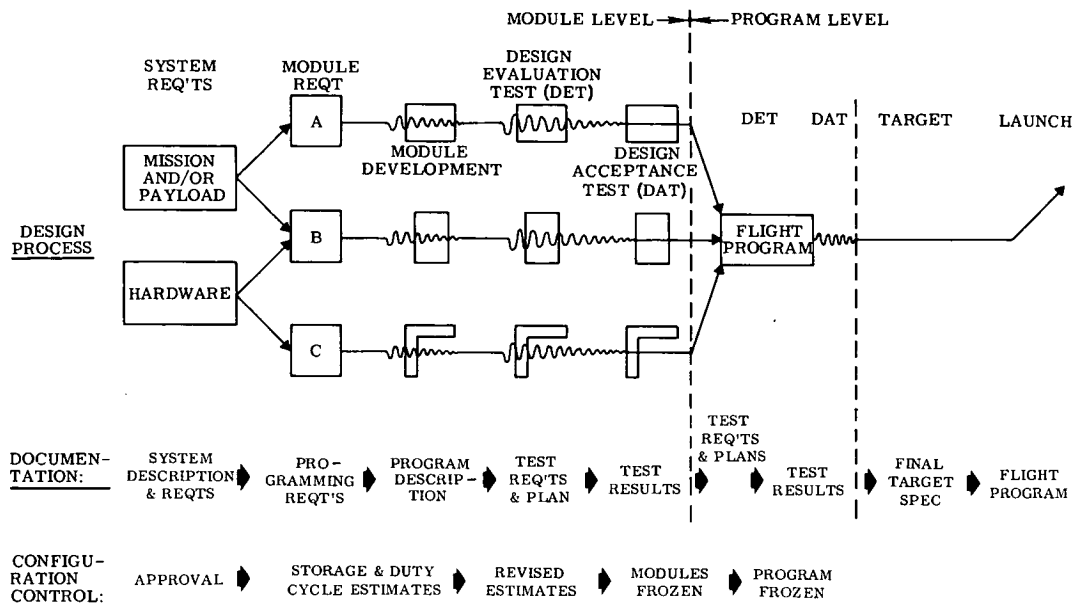 MODULE LEVEL
PROGRAM LEVEL
SYSTEM
REQ'TS
MODULE
REQT
DESIGN
EVALUATION
TEST (DET)
A
MODULE
DEVELOPMENT
DESIGN
ACCEPTANCE
TEST (DAT)
DET
DAT
TARGET
LAUNCH
MISSION
AND/OR
PAYLOAD
DESIGN
PROCESS
B
FLIGHT
PROGRAM
HARDWARE
C
DOCUMEN-
TATION:
SYSTEM
DESCRIPTION
& REQTS
PRO-
GRAMMING
REQT'S
PROGRAM
DESCRIP-
TION
TEST
REQ'TS
& PLAN
TEST
RESULTS
TEST
REQ'TS
& PLANS
TEST
RESULTS
FINAL
TARGET
SPEC
FLIGHT
PROGRAM
CONFIGU-
RATION
CONTROL:
APPROVAL
STORAGE & DUTY
CYCLE ESTIMATES
REVISED
ESTIMATES
MODULES
FROZEN
PROGRAM
FROZEN